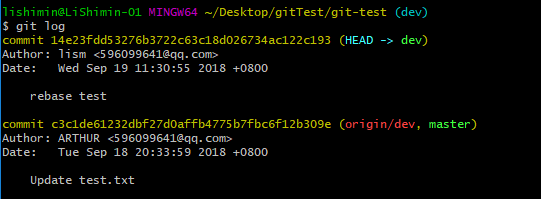 lishimin@LiShimin-01 MINGW64 ~/Desktop/gitTest/git-test (dev)
$ git log
commit 14e23fdd53276b3722c63c18d026734ac122c193 (HEAD -> dev)
Author: lism <596099641@qq.com>
Date:   Wed Sep 19 11:30:55 2018 +0800
    rebase test
commit c3c1de61232dbf27d0affb4775b7fbc6f12b309e (origin/dev, master)
Author: ARTHUR <596099641@qq.com>
Date:   Tue Sep 18 20:33:59 2018 +0800
    Update test.txt